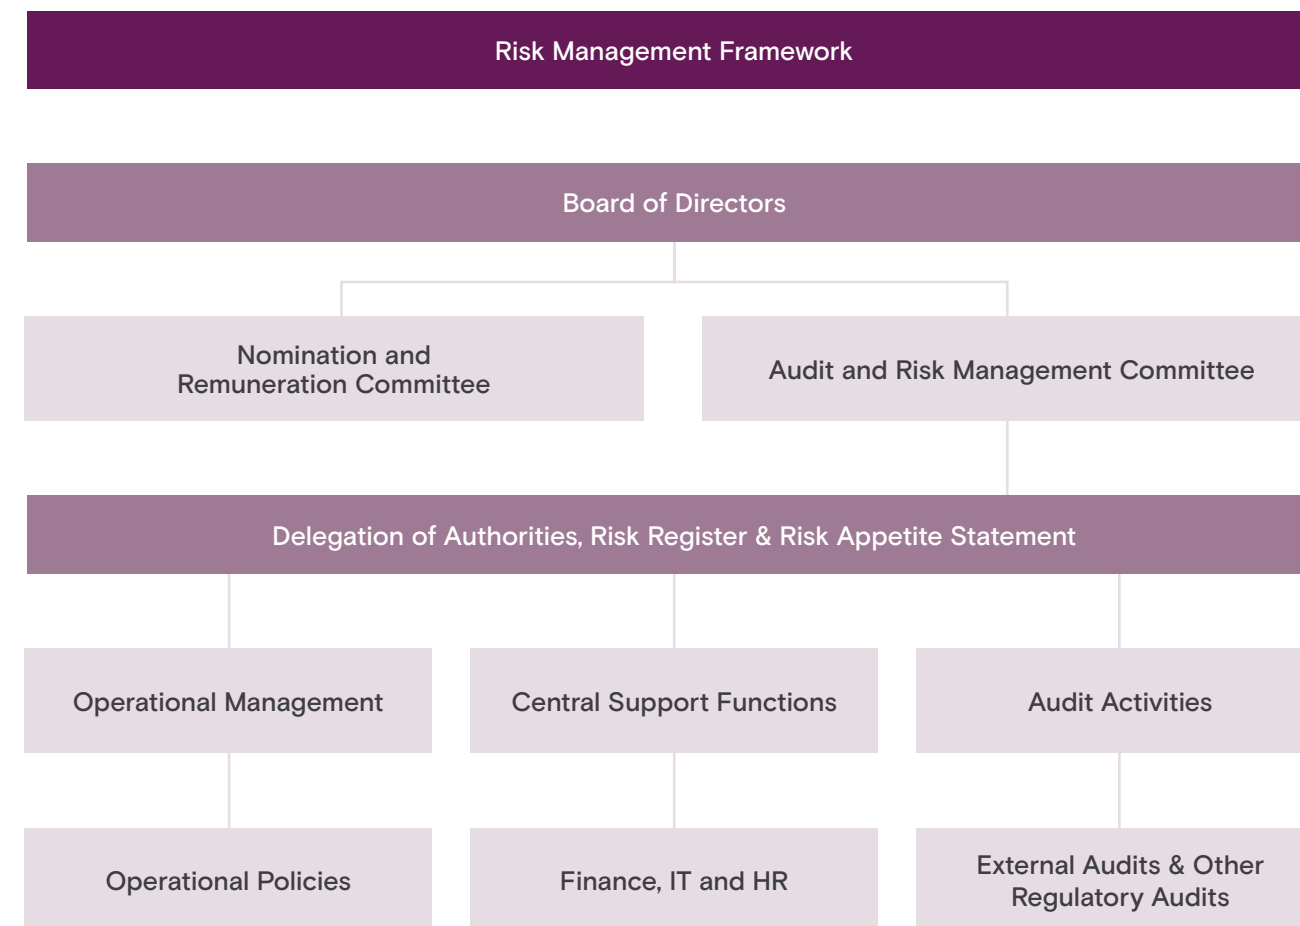 Risk Management Framework
Board of Directors
Nomination and
Remuneration Committee
Audit and Risk Management Committee
Delegation of Authorities, Risk Register & Risk Appetite Statement
Operational Management
Central Support Functions
Audit Activities
Operational Policies
Finance, IT and HR
External Audits & Other
Regulatory Audits